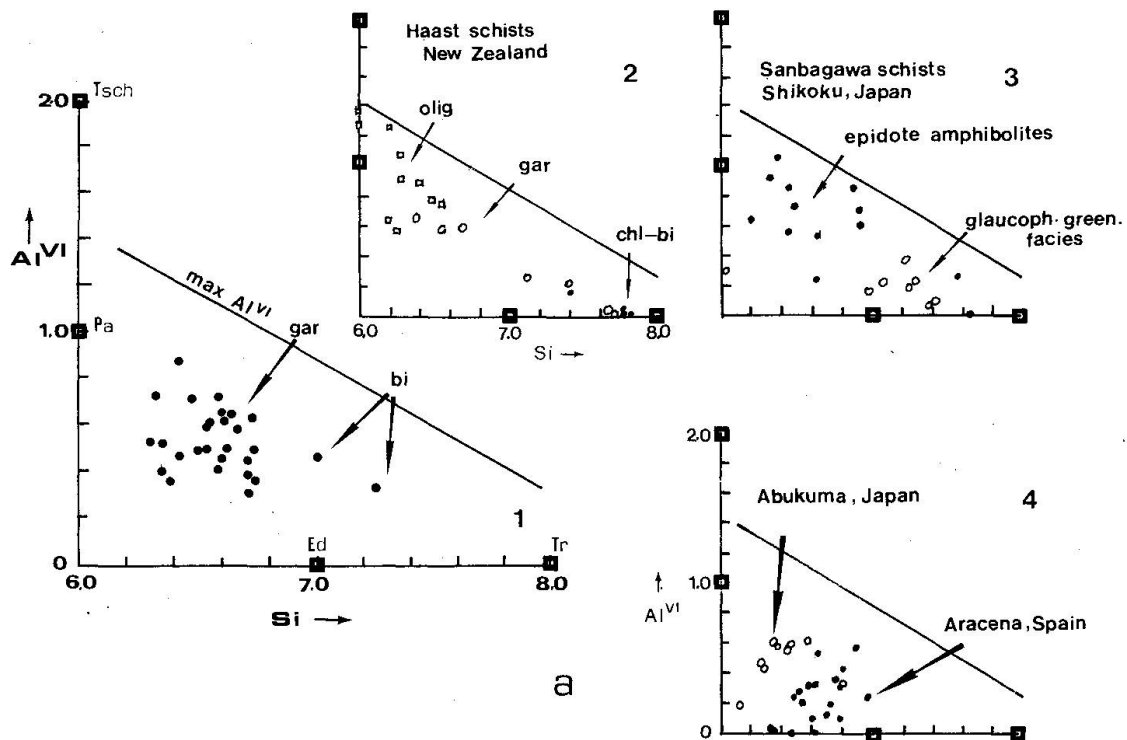 2.0
Tsch
Al VI
max Al VI
gar
bi
1.0
Pa
1
0
6.0
Ed
7.0
Tr
8.0
Si →
Haast schists
New Zealand
2
olig
gar
chl-bi
6.0
7.0
8.0
Si →
Sanbagawa schists
Shikoku, Japan
3
epidote amphibolites
glaucoph.-green.
facies
2.0
Abukuma, Japan
4
1.0
Al VI
Aracena, Spain
0
a